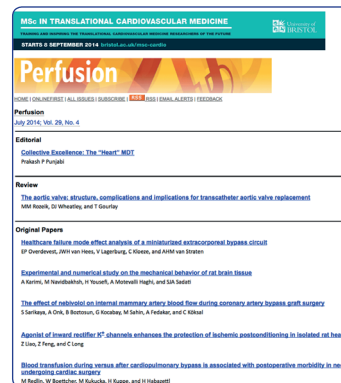 MSc IN TRANSLATIONAL CARDIOVASCULAR MEDICINE
TRAINING AND INSPIRING THE TRANSLATIONAL CARDIOVASCULAR MEDICINE RESEARCHERS OF THE FUTURE
University of
BRISTOL
STARTS 8 SEPTEMBER 2014 bristol.ac.uk/msc-cardio
Perfusion
HOME | ONLINEFIRST | ALL ISSUES | SUBSCRIBE | RSS RSS | EMAIL ALERTS | FEEDBACK
Perfusion
July 2014; Vol. 29, No. 4
Editorial
Collective Excellence: The "Heart" MDT
Prakash P Punjabi
Review
The aortic valve: structure, complications and implications for transcatheter aortic valve replacement
MM Rozeik, DJ Wheatley, and T Gourlay
Original Papers
Healthcare failure mode effect analysis of a miniaturized extracorporeal bypass circuit
EP Overdevest, JWH van Hees, V Lagerburg, C Kloeze, and AHM van Straten
Experimental and numerical study on the mechanical behavior of rat brain tissue
A Karimi, M Navidbakhsh, H Yousefi, A Motevalli Haghi, and SJA Sadati
The effect of nebivolol on internal mammary artery blood flow during coronary artery bypass graft surgery
S Sarikaya, A Onk, B Bostosun, G Kocabay, M Sahin, A Fedakar, and C Köksal
Agonist of inward rectifier K+ channels enhances the protection of ischemic postconditioning in isolated rat hea
Z Liao, Z Feng, and C Long
Blood transfusion during versus after cardiopulmonary bypass is associated with postoperative morbidity in neo
undergoing cardiac surgery
M Redlin, W Boettcher, M Kukucka, H Kuppe, and H Habazettl